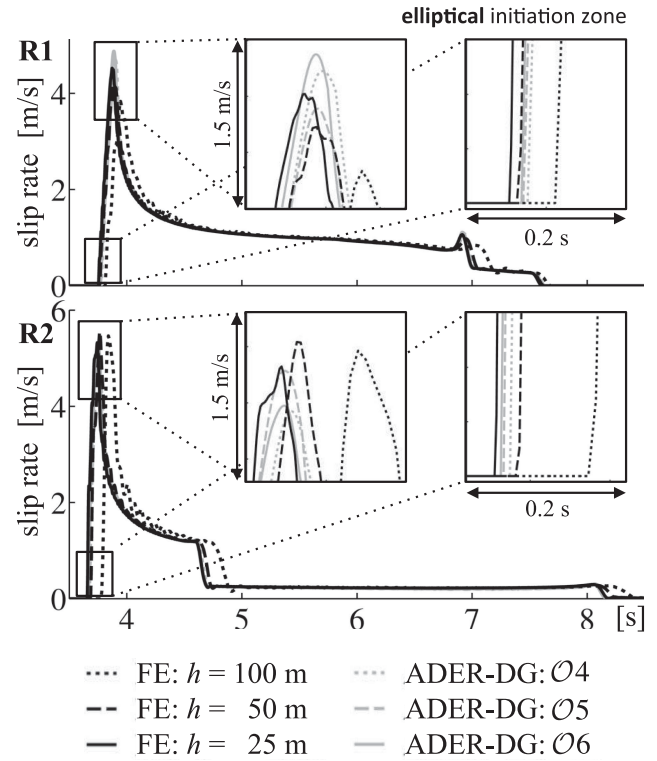 elliptical initiation zone
R1
slip rate [m/s]
4
2
0
1.5 m/s
0.2 s
R2
slip rate [m/s]
6
4
2
0
1.5 m/s
0.2 s
4 5 6 7 8 [s]
FE: h = 100 m
FE: h = 50 m
FE: h = 25 m
ADER-DG: 𝒪4
ADER-DG: 𝒪5
ADER-DG: 𝒪6